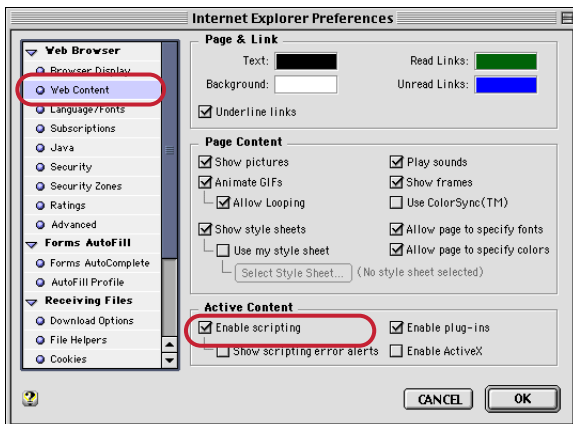 Internet Explorer Preferences
Web Browser
Browser Display
Web Content
Language/Fonts
Subscriptions
Java
Security
Security Zones
Ratings
Advanced
Forms AutoFill
Forms AutoComplete
AutoFill Profile
Receiving Files
Download Options
File Helpers
Cookies
Page & Link
Text: Read Links:
Background: Unread Links:
Underline links
Page Content
Show pictures Play sounds
Animate GIFs Show frames
Allow Looping Use ColorSync(TM)
Show style sheets Allow page to specify fonts
Use my style sheet Allow page to specify colors
Select Style Sheet... (No style sheet selected)
Active Content
Enable scripting Enable plug-ins
Show scripting error alerts Enable ActiveX
? CANCEL OK